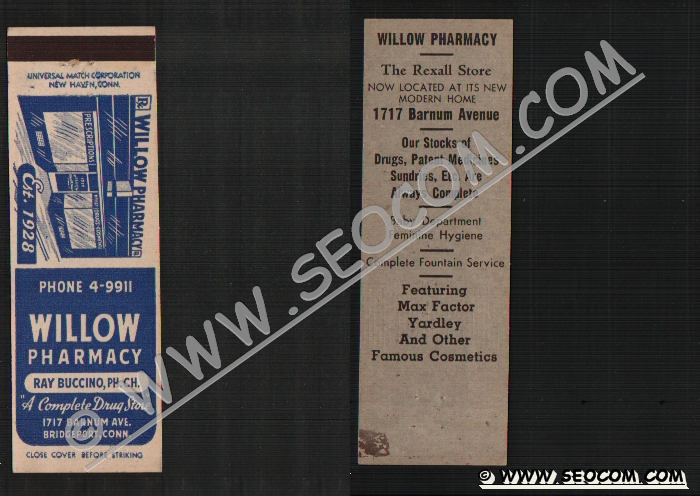 UNIVERSAL MATCH CORPORATION
NEW HAVEN, CONN.
WILLOW PHARMACY
PRESCRIPTIONS
Est. 1928
PHONE 4-9911
WILLOW
PHARMACY
RAY BUCCINO, PH. CH.
"A Complete Drug Store
1717 BARNUM AVE.
BRIDGEPORT, CONN.
CLOSE COVER BEFORE STRIKING
WILLOW PHARMACY
The Rexall Store
NOW LOCATED AT ITS NEW
MODERN HOME
1717 Barnum Avenue
Our Stocks of
Drugs, Patent Medicines
Sundries, Etc. Are
Always Complete
Baby Department
Feminine Hygiene
Complete Fountain Service
Featuring
Max Factor
Yardley
And Other
Famous Cosmetics
© WWW.SEOCOM.COM
© WWW.SEOCOM.COM